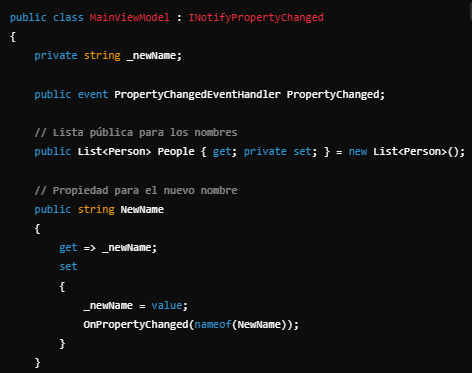 public class MainViewModel : INotifyPropertyChanged
{
    private string _newName;
    public event PropertyChangedEventHandler PropertyChanged;
    // Lista pública para los nombres
    public List<Person> People { get; private set; } = new List<Person>();
    // Propiedad para el nuevo nombre
    public string NewName
    {
        get => _newName;
        set
        {
            _newName = value;
            OnPropertyChanged(nameof(NewName));
        }
    }